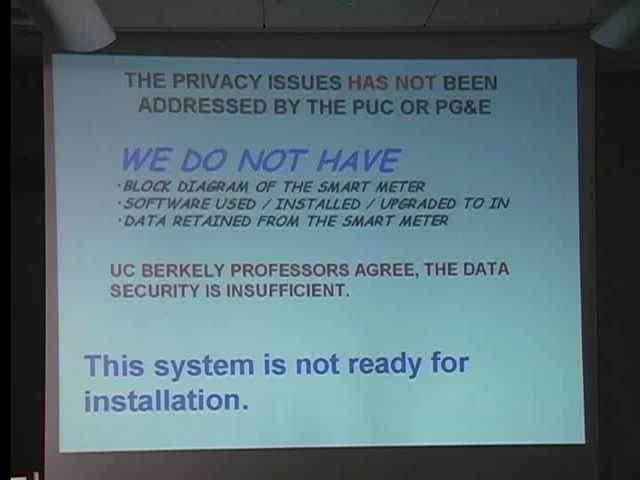 THE PRIVACY ISSUES HAS NOT BEEN
ADDRESSED BY THE PUC OR PG&E
WE DO NOT HAVE
·BLOCK DIAGRAM OF THE SMART METER
·SOFTWARE USED / INSTALLED / UPGRADED TO IN
·DATA RETAINED FROM THE SMART METER
UC BERKELY PROFESSORS AGREE, THE DATA
SECURITY IS INSUFFICIENT.
This system is not ready for
installation.